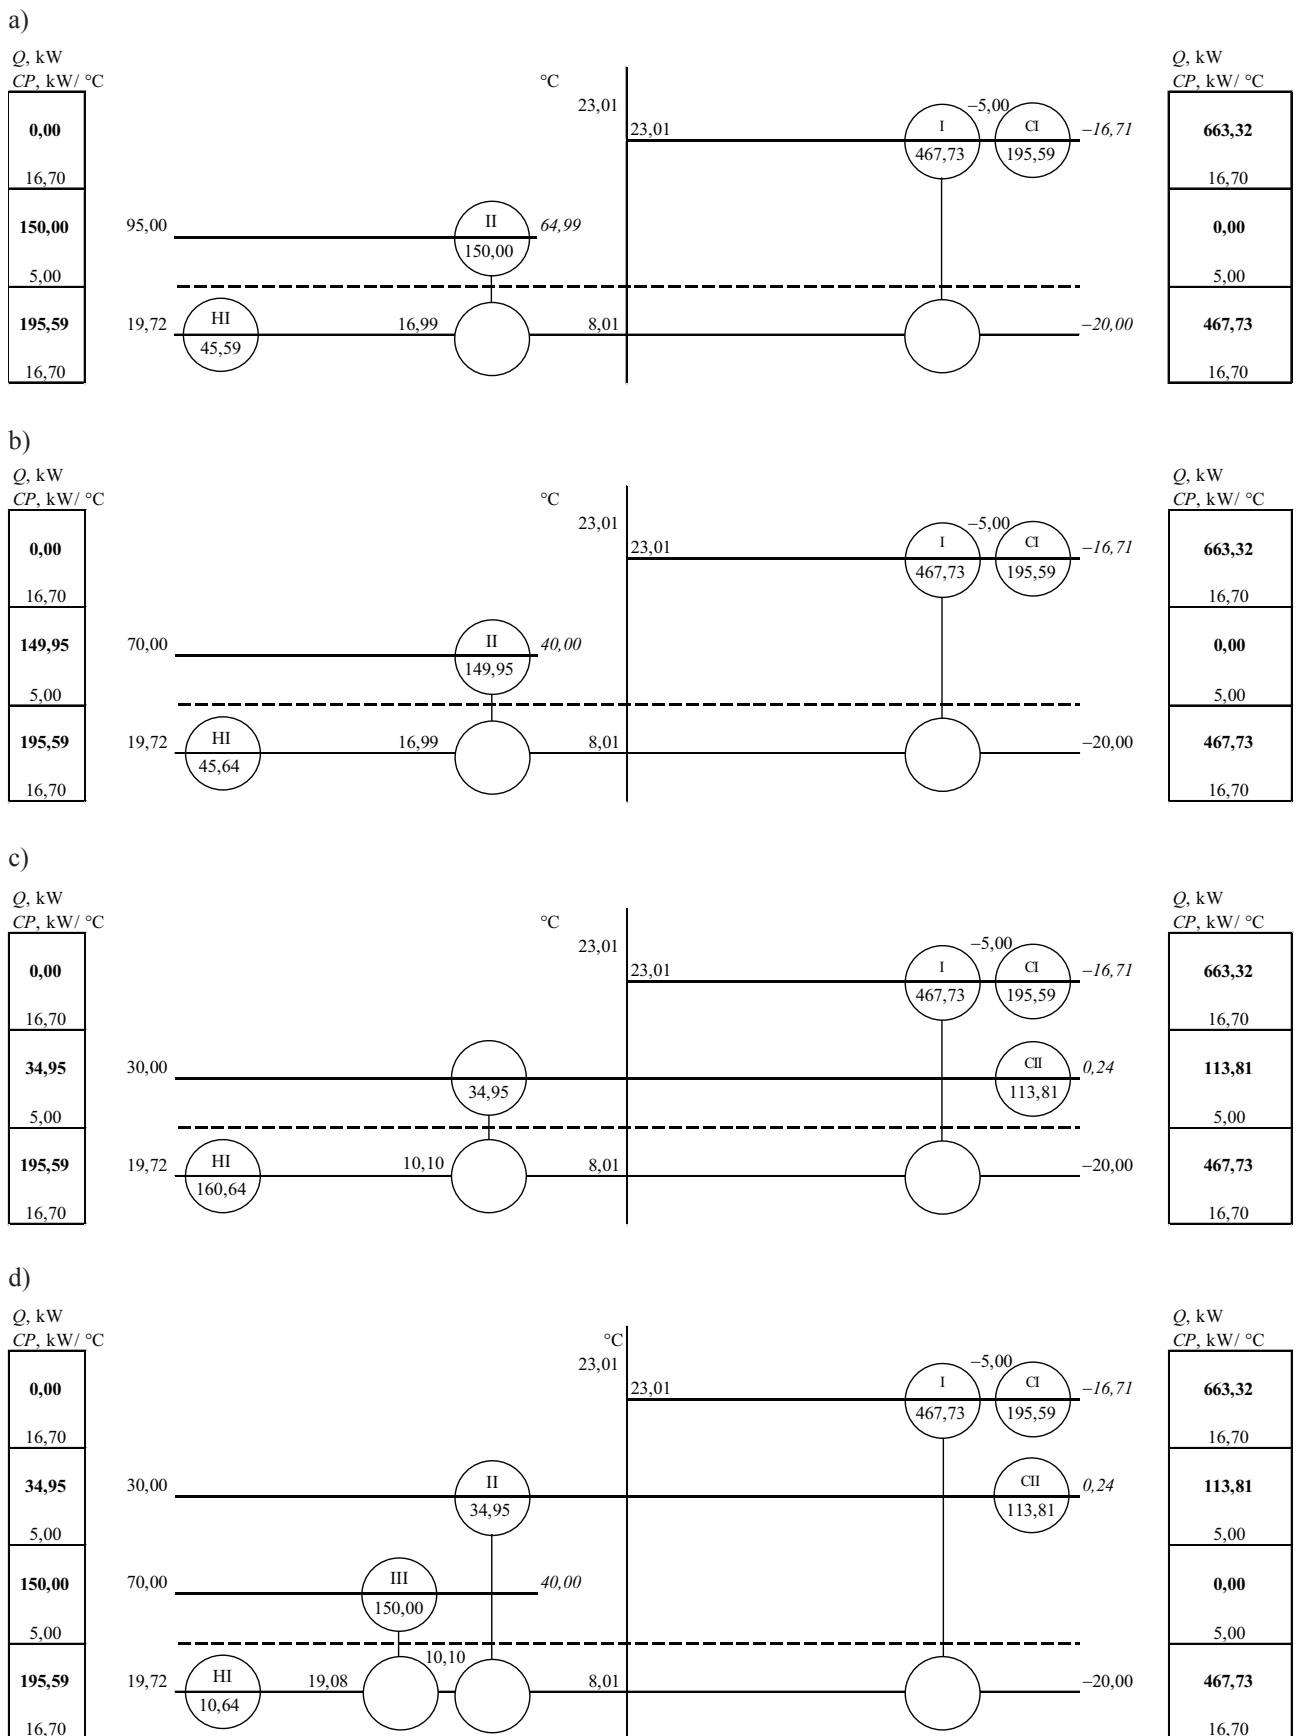 a)
Q, kW
CP, kW/ °C
°C
Q, kW
CP, kW/ °C
23,01
0,00
23,01
I
467,73
–5,00
CI
195,59
–16,71
663,32
16,70
16,70
150,00
95,00
II
150,00
64,99
0,00
5,00
5,00
195,59
19,72
HI
45,59
16,99
8,01
–20,00
467,73
16,70
16,70
b)
Q, kW
CP, kW/ °C
°C
Q, kW
CP, kW/ °C
23,01
0,00
23,01
I
467,73
–5,00
CI
195,59
–16,71
663,32
16,70
16,70
149,95
70,00
II
149,95
40,00
0,00
5,00
5,00
195,59
19,72
HI
45,64
16,99
8,01
–20,00
467,73
16,70
16,70
c)
Q, kW
CP, kW/ °C
°C
Q, kW
CP, kW/ °C
23,01
0,00
23,01
I
467,73
–5,00
CI
195,59
–16,71
663,32
16,70
16,70
34,95
30,00
34,95
CII
113,81
0,24
113,81
5,00
5,00
195,59
19,72
HI
160,64
10,10
8,01
–20,00
467,73
16,70
16,70
d)
Q, kW
CP, kW/ °C
°C
Q, kW
CP, kW/ °C
23,01
0,00
23,01
I
467,73
–5,00
CI
195,59
–16,71
663,32
16,70
16,70
34,95
30,00
II
34,95
CII
113,81
0,24
113,81
5,00
5,00
150,00
70,00
III
150,00
40,00
0,00
5,00
5,00
195,59
19,72
HI
10,64
19,08
10,10
8,01
–20,00
467,73
16,70
16,70